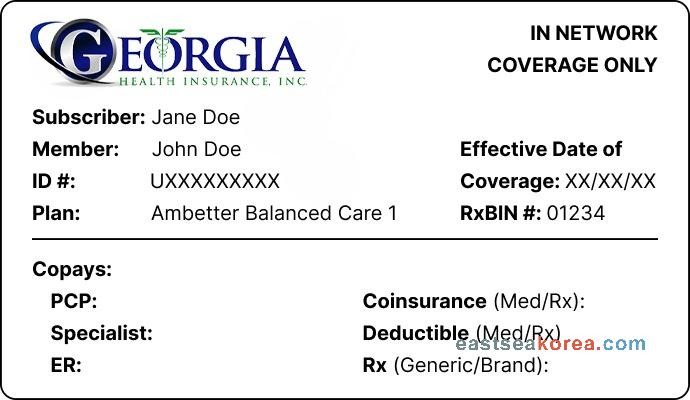 GEORGIA
HEALTH INSURANCE, INC.
IN NETWORK
COVERAGE ONLY
Subscriber: Jane Doe
Member: John Doe
Effective Date of
ID #: UXXXXXXXXX
Coverage: XX/XX/XX
Plan: Ambetter Balanced Care 1
RxBIN #: 01234
Copays:
PCP:
Coinsurance (Med/Rx):
Specialist:
Deductible (Med/Rx)
eastseakorea.com
ER:
Rx (Generic/Brand):